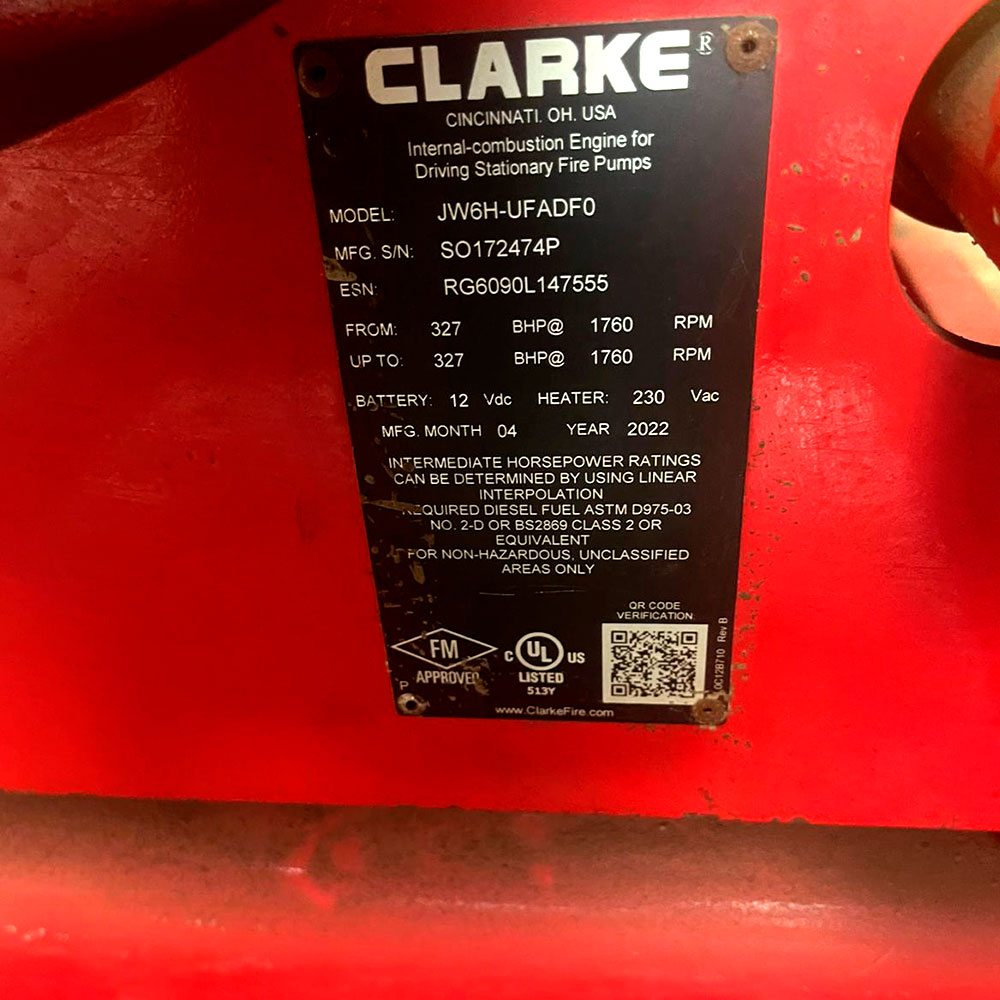 CLARKE®
CINCINNATI. OH. USA
Internal-combustion Engine for
Driving Stationary Fire Pumps
MODEL: JW6H-UFADF0
MFG. S/N: SO172474P
ESN: RG6090L147555
FROM: 327 BHP@ 1760 RPM
UP TO: 327 BHP@ 1760 RPM
BATTERY: 12 Vdc HEATER: 230 Vac
MFG. MONTH 04 YEAR 2022
INTERMEDIATE HORSEPOWER RATINGS
CAN BE DETERMINED BY USING LINEAR
INTERPOLATION
REQUIRED DIESEL FUEL ASTM D975-03
NO. 2-D OR BS2869 CLASS 2 OR
EQUIVALENT
FOR NON-HAZARDOUS, UNCLASSIFIED
AREAS ONLY
QR CODE
VERIFICATION
FM
APPROVED
C UL US
LISTED
513Y
P
0C12B710 Rev B
www.ClarkeFire.com